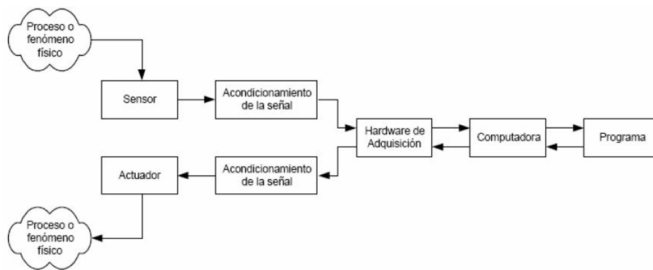 Proceso o
fenómeno
físico
Sensor
Acondicionamiento
de la señal
Hardware de
Adquisición
Computadora
Programa
Actuador
Acondicionamiento
de la señal
Proceso o
fenómeno
físico